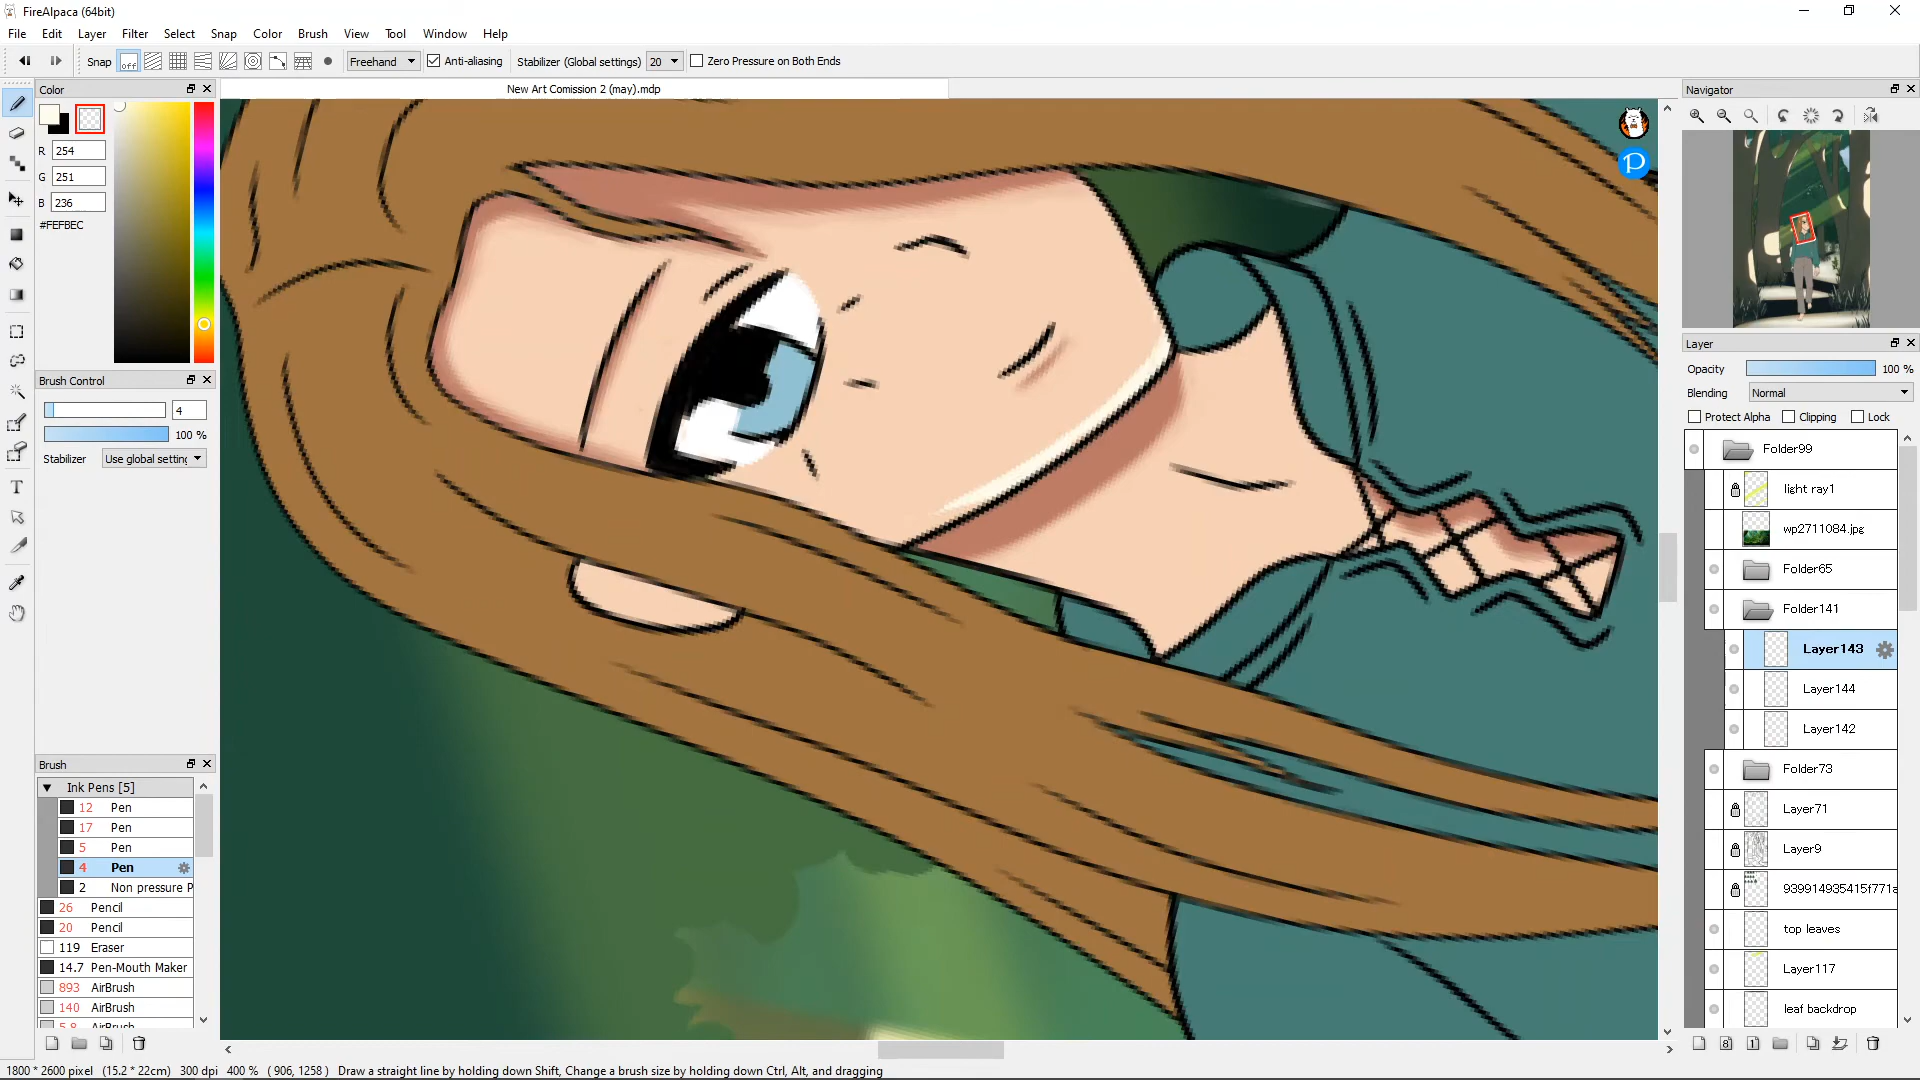 FireAlpaca (64bit)
File Edit Layer Filter Select Snap Color Brush View Tool Window Help
Snap off Freehand Anti-aliasing Stabilizer (Global settings) 20 Zero Pressure on Both Ends
Color
New Art Comission 2 (may).mdp
Navigator
R 254
G 251
B 236
#FEFBEC
Brush Control
4
100 %
Stabilizer Use global setting
Layer
Opacity 100 %
Blending Normal
Protect Alpha Clipping Lock
Folder99
light ray1
wp2711084.jpg
Folder65
Folder141
Layer143
Layer144
Layer142
Folder73
Layer71
Layer9
939914935415f771a
top leaves
Layer117
leaf backdrop
Brush
Ink Pens [5]
12 Pen
17 Pen
5 Pen
4 Pen
2 Non pressure P
26 Pencil
20 Pencil
119 Eraser
14.7 Pen-Mouth Maker
893 AirBrush
140 AirBrush
5.8 AirBrush
1800 * 2600 pixel (15.2 * 22cm) 300 dpi 400 % ( 906, 1258 ) Draw a straight line by holding down Shift, Change a brush size by holding down Ctrl, Alt, and dragging